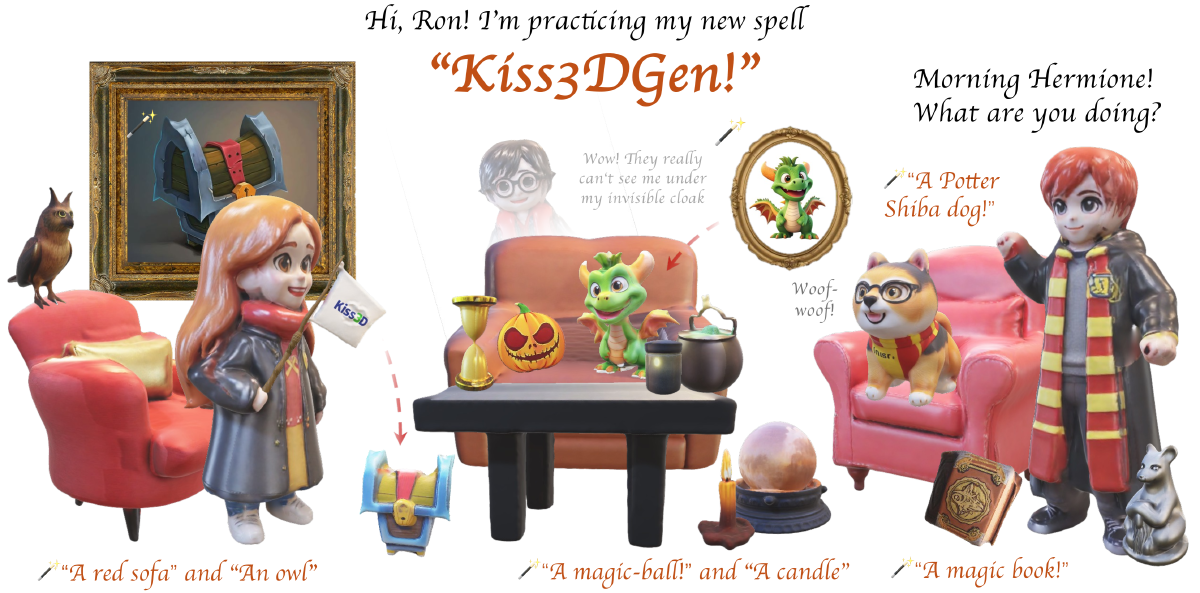 Hi, Ron! I'm practicing my new spell
“Kiss3DGen!”
Morning Hermione!
What are you doing?
Wow! They really
can't see me under
my invisible cloak
“A Potter
Shiba dog!”
Woof-
woof!
Kiss3D
“A red sofa” and “An owl”
“A magic-ball!” and “A candle”
“A magic book!”